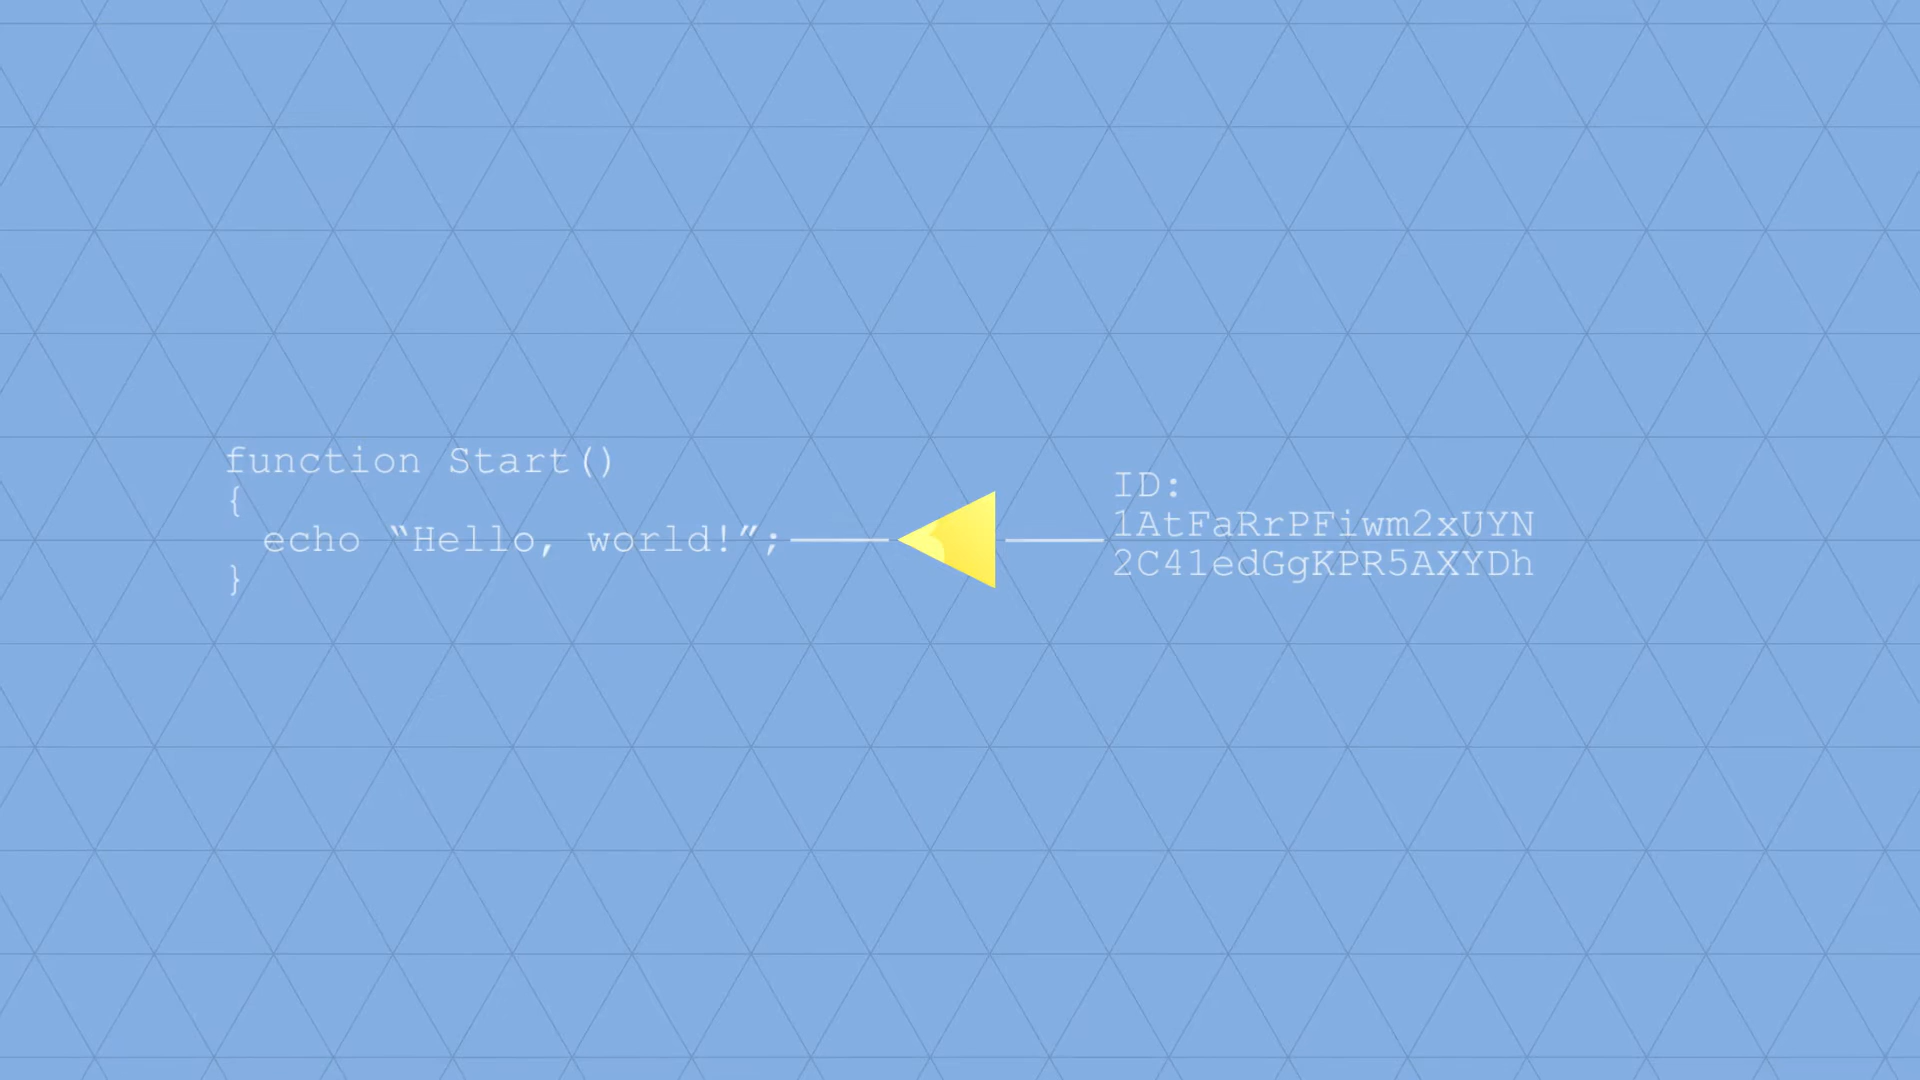 function Start()
{
echo “Hello, world!”;
}
ID:
1AtFaRrPFiwm2xUYN
2C41edGgKPR5AXYDh